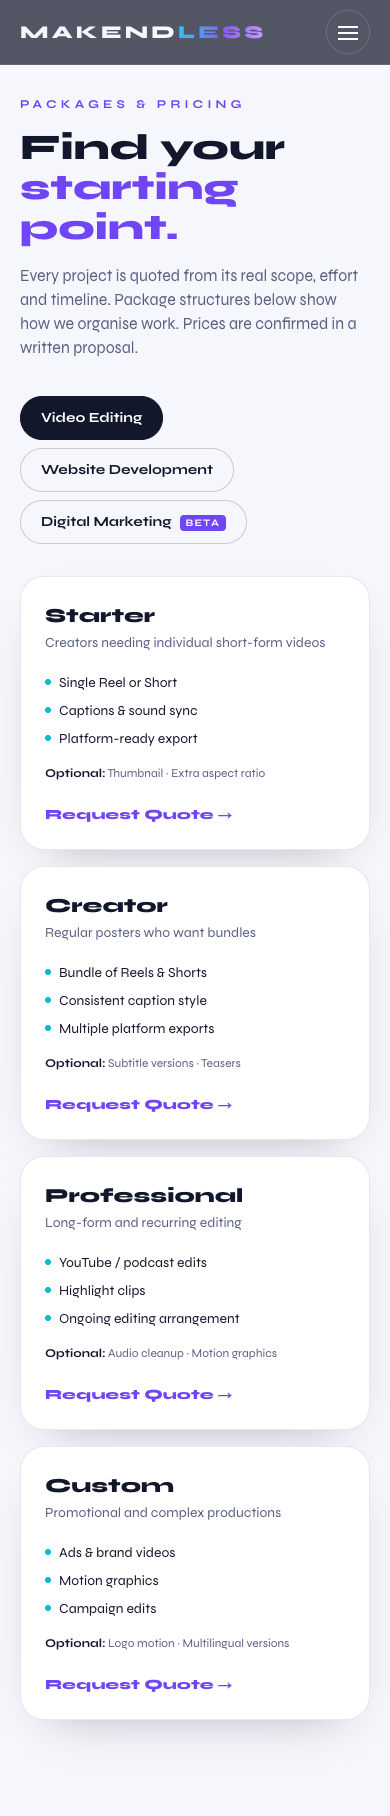 MAKENDLESS
PACKAGES & PRICING
Find your
starting
point.
Every project is quoted from its real scope, effort
and timeline. Package structures below show
how we organise work. Prices are confirmed in a
written proposal.
Video Editing
Website Development
Digital Marketing BETA
Starter
Creators needing individual short-form videos
Single Reel or Short
Captions & sound sync
Platform-ready export
Optional: Thumbnail · Extra aspect ratio
Request Quote →
Creator
Regular posters who want bundles
Bundle of Reels & Shorts
Consistent caption style
Multiple platform exports
Optional: Subtitle versions · Teasers
Request Quote →
Professional
Long-form and recurring editing
YouTube / podcast edits
Highlight clips
Ongoing editing arrangement
Optional: Audio cleanup · Motion graphics
Request Quote →
Custom
Promotional and complex productions
Ads & brand videos
Motion graphics
Campaign edits
Optional: Logo motion · Multilingual versions
Request Quote →